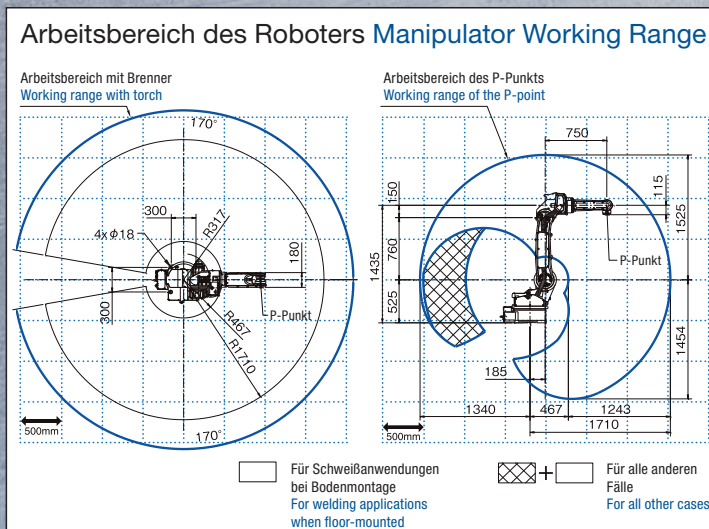 Arbeitsbereich des Roboters Manipulator Working Range
Arbeitsbereich mit Brenner
Working range with torch
170°
300
4xφ18
R317
180
300
P-Punkt
R467
R1710
500mm
170°
Arbeitsbereich des P-Punkts
Working range of the P-point
750
150
115
1525
760
1435
P-Punkt
525
1454
185
1340
467
1243
500mm
1710
Für Schweißanwendungen
bei Bodenmontage
For welding applications
when floor-mounted
+
Für alle anderen
Fälle
For all other cases